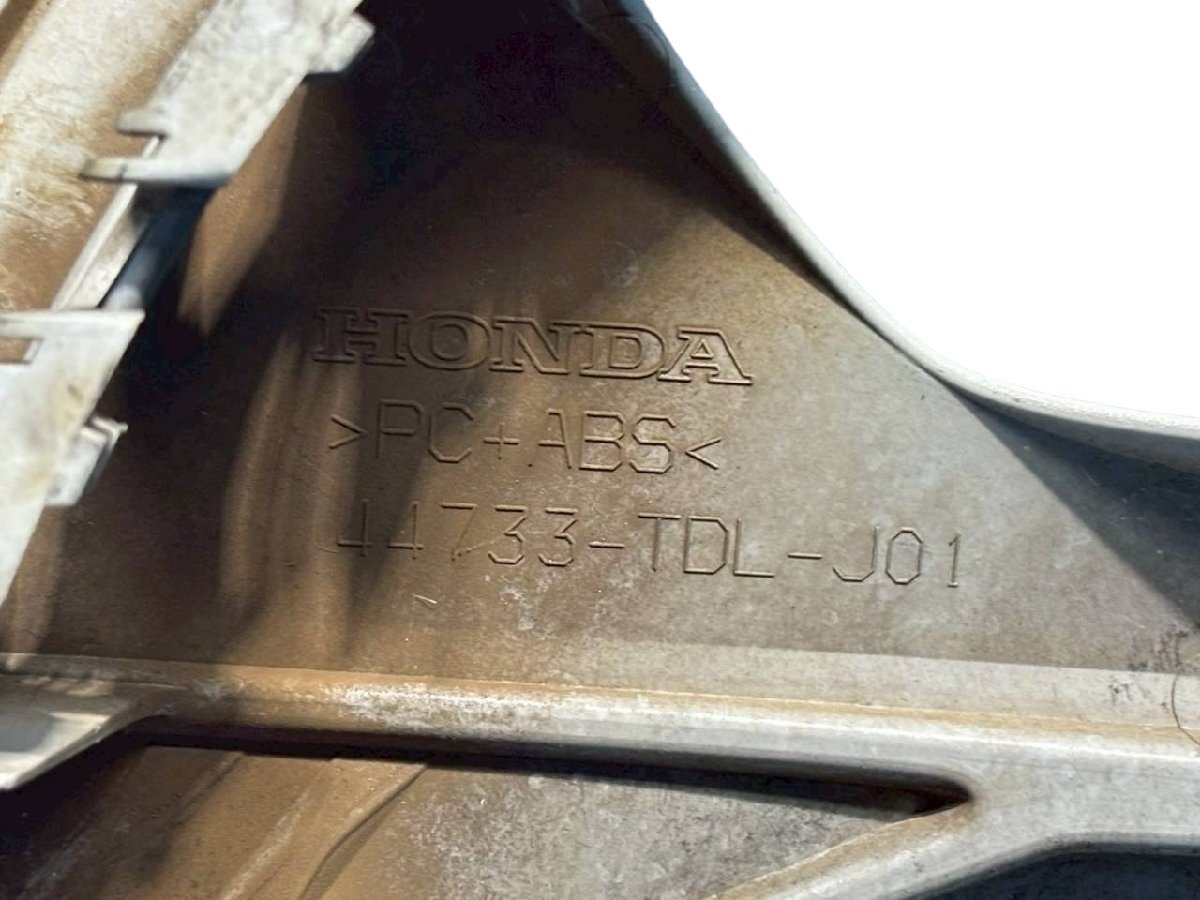 HONDA
>PC+ABS<
44733-TDL-J01